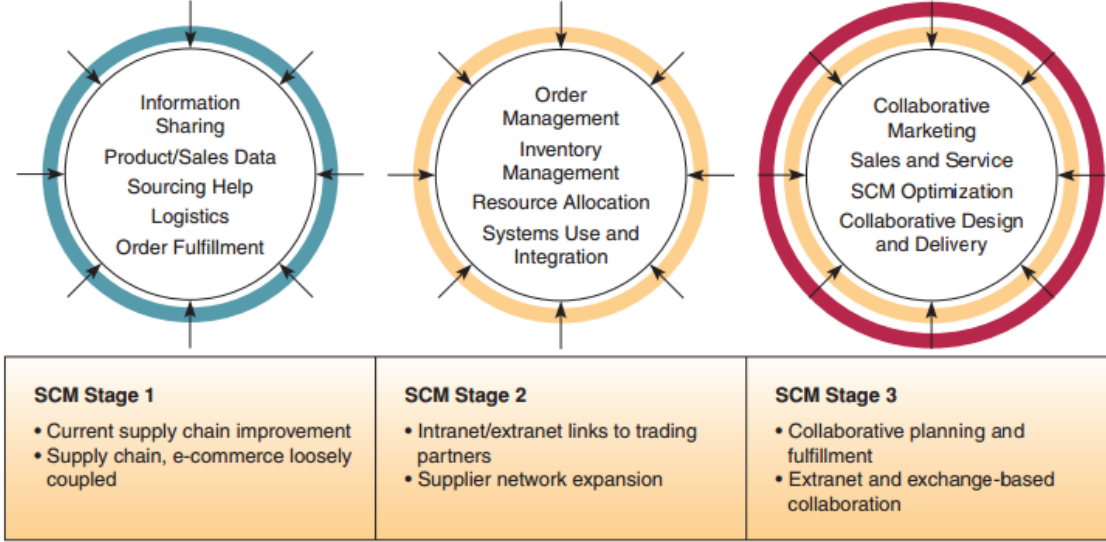 Information
Sharing
Product/Sales Data
Sourcing Help
Logistics
Order Fulfillment
Order
Management
Inventory
Management
Resource Allocation
Systems Use and
Integration
Collaborative
Marketing
Sales and Service
SCM Optimization
Collaborative Design
and Delivery
SCM Stage 1
• Current supply chain improvement
• Supply chain, e-commerce loosely
coupled
SCM Stage 2
• Intranet/extranet links to trading
partners
• Supplier network expansion
SCM Stage 3
• Collaborative planning and
fulfillment
• Extranet and exchange-based
collaboration